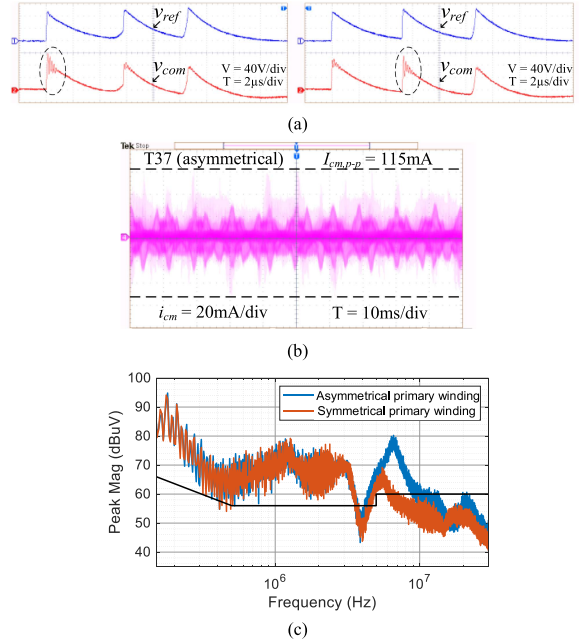 v_ref
v_ref
v_com
V = 40V/div
T = 2μs/div
v_com
V = 40V/div
T = 2μs/div
(a)
Tek Stop
T37 (asymmetrical)
I_cm,p-p = 115mA
i_cm = 20mA/div
T = 10ms/div
(b)
100
90
80
70
60
50
40
Peak Mag (dBuV)
Asymmetrical primary winding
Symmetrical primary winding
10^6
10^7
Frequency (Hz)
(c)